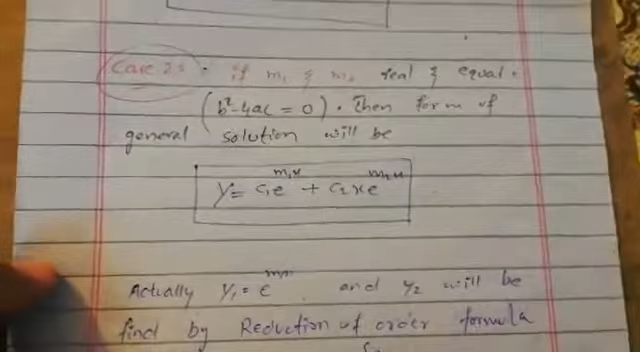 Case 2: . if m₁ & m₂ real & equal.
(b²-4ac = 0). Then form of
general solution will be
y = c₁e^{m₁x} + c₂xe^{m₁x}
Actually y₁ = e^{m₁x} and y₂ will be
find by Reduction of order formula